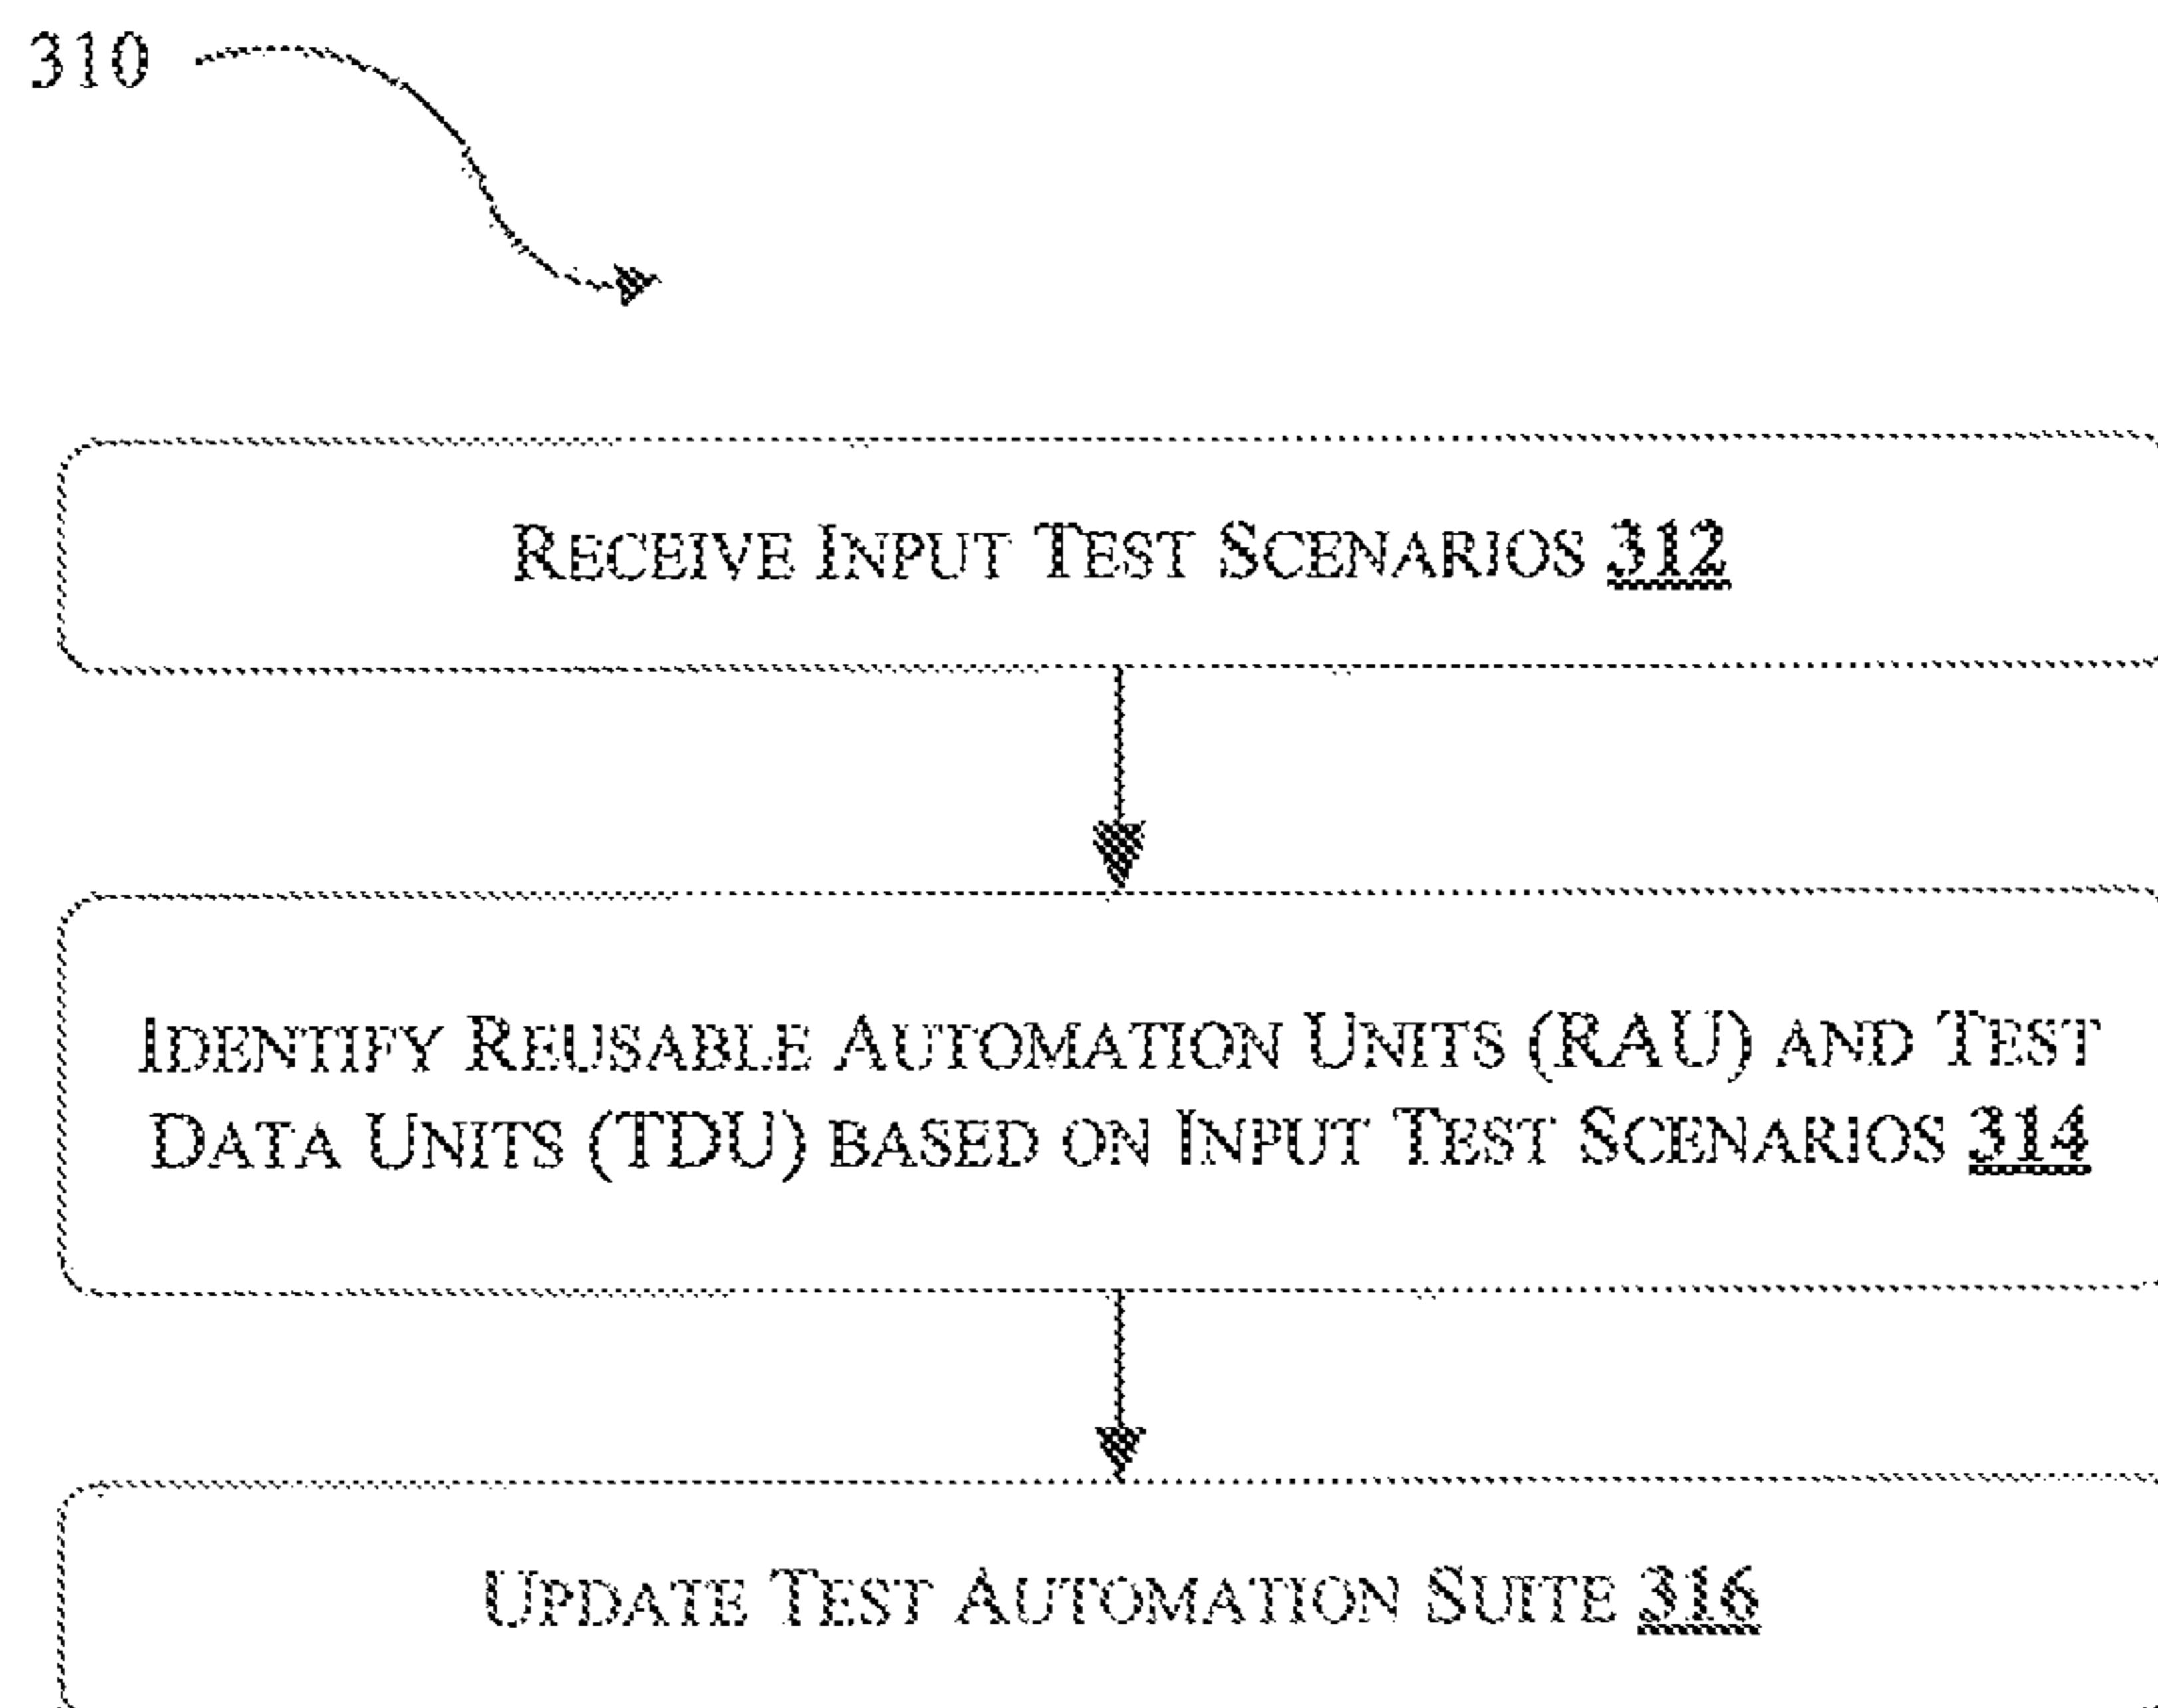 310
RECEIVE INPUT TEST SCENARIOS 312
IDENTIFY REUSABLE AUTOMATION UNITS (RAU) AND TEST
DATA UNITS (TDU) BASED ON INPUT TEST SCENARIOS 314
UPDATE TEST AUTOMATION SUITE 316